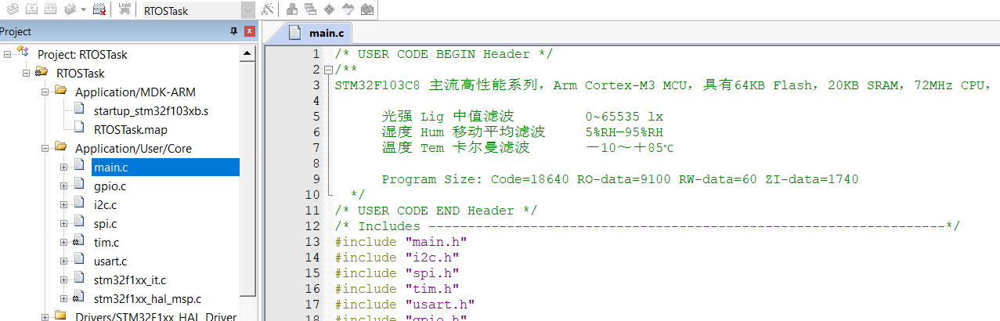 LOAD
RTOSTask
Project
main.c
Project: RTOSTask
RTOSTask
Application/MDK-ARM
startup_stm32f103xb.s
RTOSTask.map
Application/User/Core
main.c
gpio.c
i2c.c
spi.c
tim.c
usart.c
stm32f1xx_it.c
stm32f1xx_hal_msp.c
Drivers/STM32F1xx_HAL_Driver
1 /* USER CODE BEGIN Header */
2 /**
3 STM32F103C8 主流高性能系列，Arm Cortex-M3 MCU，具有64KB Flash，20KB SRAM，72MHz CPU，
4
5 光强 Lig 中值滤波 0~65535 lx
6 湿度 Hum 移动平均滤波 5%RH—95%RH
7 温度 Tem 卡尔曼滤波 －10～＋85℃
8
9 Program Size: Code=18640 RO-data=9100 RW-data=60 ZI-data=1740
10 */
11 /* USER CODE END Header */
12 /* Includes ------------------------------------------------------------------*/
13 #include "main.h"
14 #include "i2c.h"
15 #include "spi.h"
16 #include "tim.h"
17 #include "usart.h"
18 #include "gpio.h"